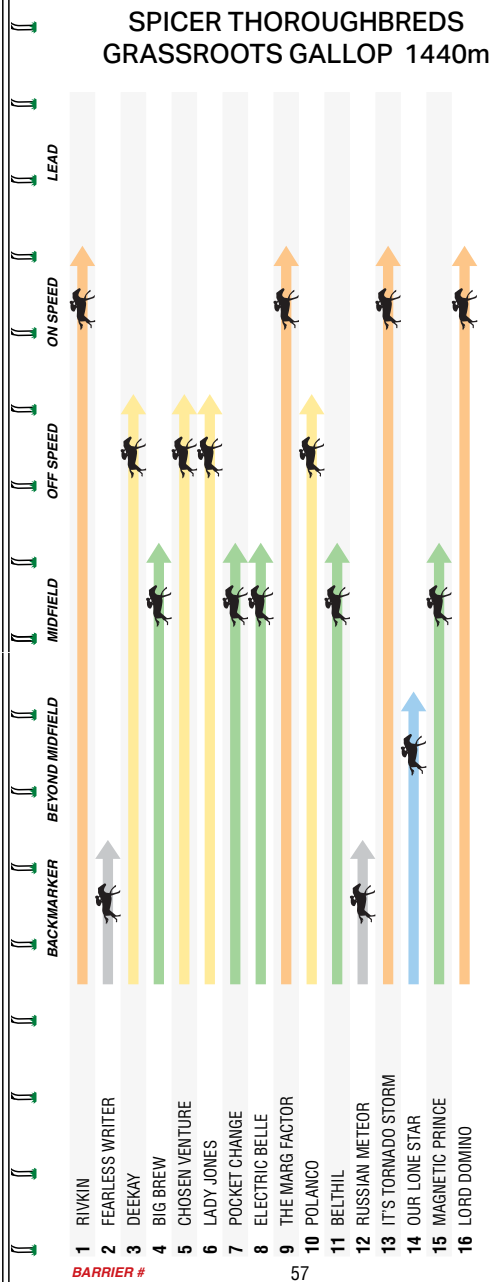 SPICER THOROUGHBREDS
GRASSROOTS GALLOP 1440m
LEAD
ON SPEED
OFF SPEED
MIDFIELD
BEYOND MIDFIELD
BACKMARKER
1 RIVKIN
2 FEARLESS WRITER
3 DEEKAY
4 BIG BREW
5 CHOSEN VENTURE
6 LADY JONES
7 POCKET CHANGE
8 ELECTRIC BELLE
9 THE MARG FACTOR
10 POLANCO
11 BELTHIL
12 RUSSIAN METEOR
13 IT'S TORNADO STORM
14 OUR LONE STAR
15 MAGNETIC PRINCE
16 LORD DOMINO
BARRIER #
57